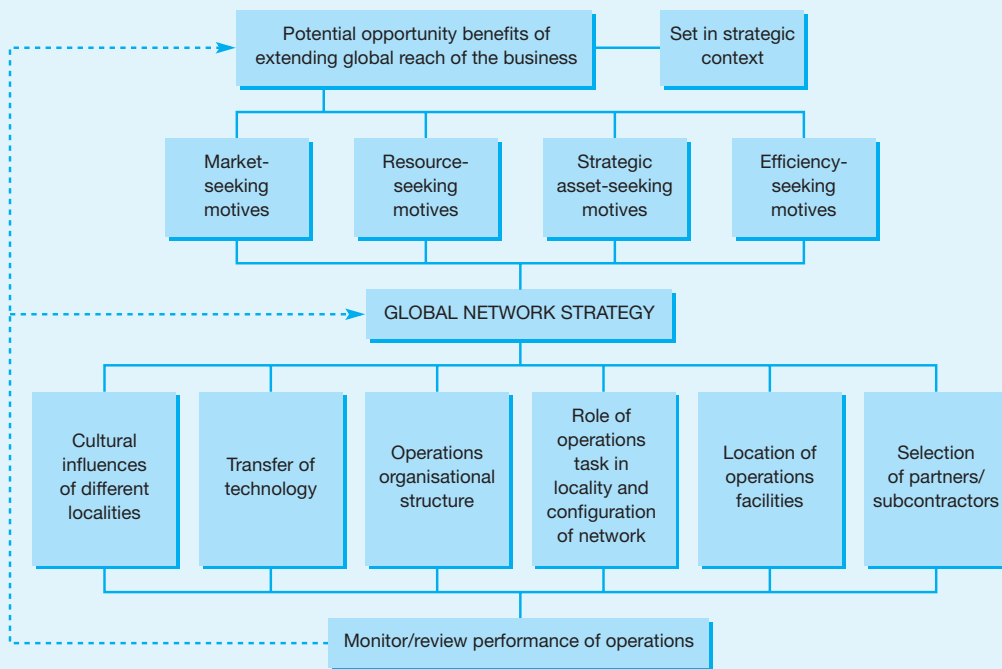 Potential opportunity benefits of
extending global reach of the business
Set in strategic
context
Market-
seeking
motives
Resource-
seeking
motives
Strategic
asset-seeking
motives
Efficiency-
seeking
motives
GLOBAL NETWORK STRATEGY
Cultural
influences
of different
localities
Transfer of
technology
Operations
organisational
structure
Role of
operations
task in
locality and
configuration
of network
Location of
operations
facilities
Selection
of partners/
subcontractors
Monitor/review performance of operations